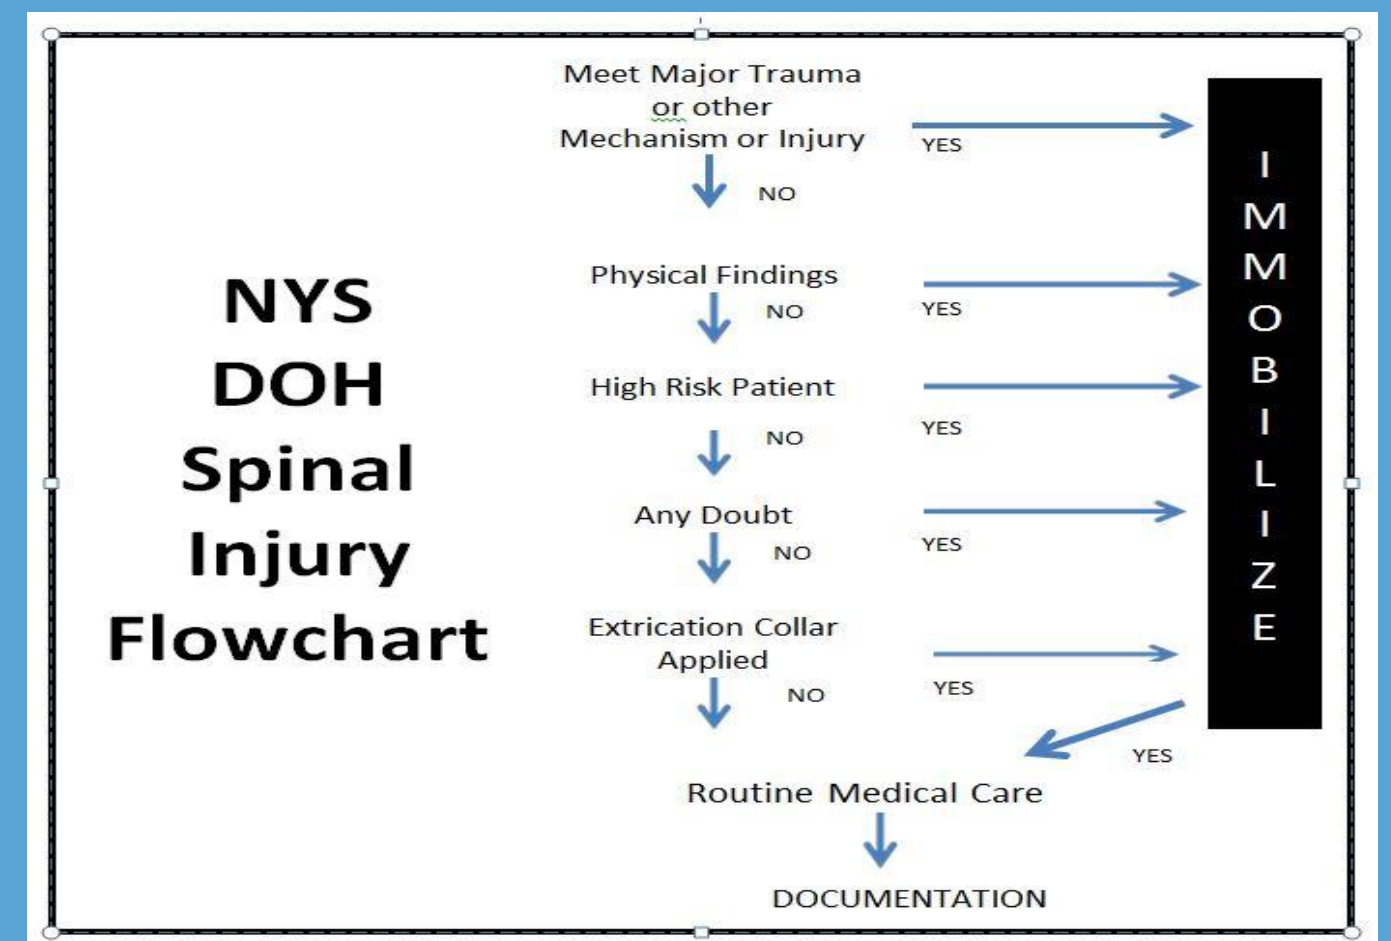 NYS
DOH
Spinal
Injury
Flowchart
Meet Major Trauma
or other
Mechanism or Injury
YES
NO
Physical Findings
YES
NO
High Risk Patient
YES
NO
Any Doubt
YES
NO
Extrication Collar
Applied
YES
NO
I
M
M
O
B
I
L
I
Z
E
YES
Routine Medical Care
DOCUMENTATION